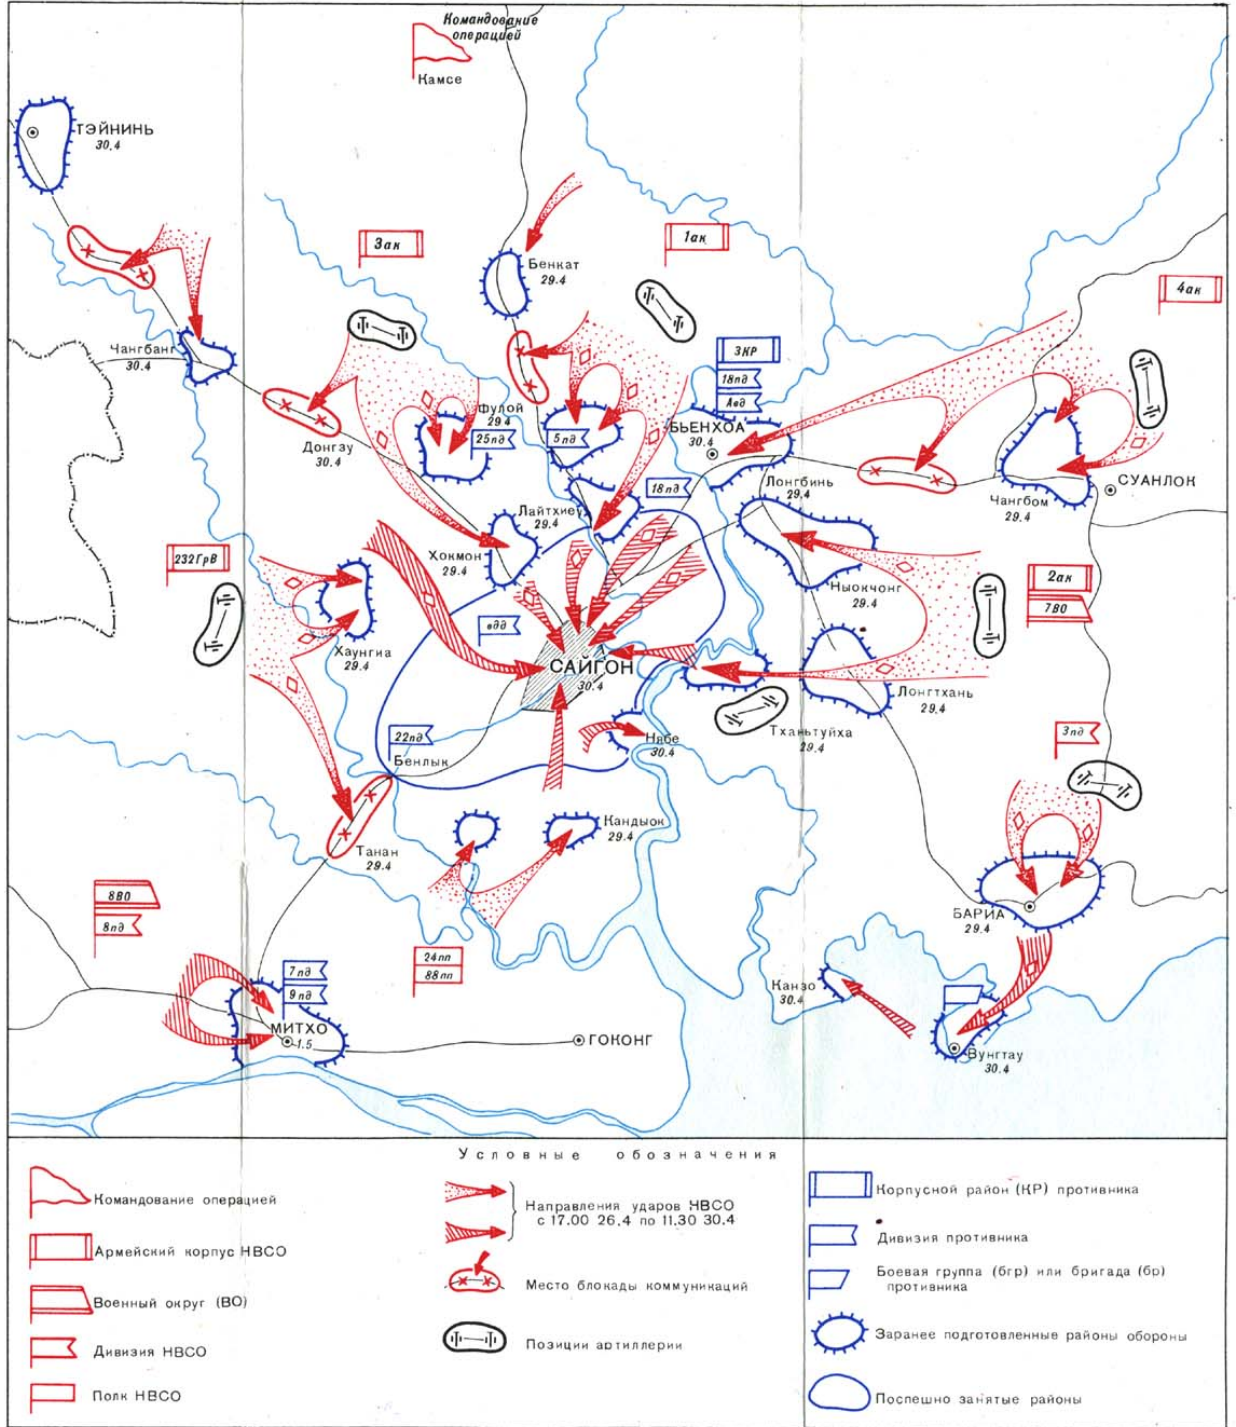 Командование
операцией
Камсе
ТЭЙНИНЬ
30.4
3ак
1ак
4ак
Бенкат
29.4
Чангбанг
30.4
3КР
18пд
Авд
БЬЕНХОА
30.4
Фулой
29.4
25пд
5пд
Донгзу
30.4
СУАНЛОК
Чангбом
29.4
Лонгбинь
29.4
18пд
Лайтхиеу
29.4
Хокмон
29.4
232ГрВ
2ак
7ВО
Ныокчонг
29.4
вдд
Хаунгиа
29.4
САЙГОН
30.4
Лонгтхань
29.4
Тханьтуйха
29.4
22пд
Бенлык
Нябе
30.4
3пд
Кандыок
29.4
Танан
29.4
8ВО
8пд
БАРИА
29.4
24пп
88пп
7пд
9пд
Канзо
30.4
МИТХО
1.5
ГОКОНГ
Вунгтау
30.4
Условные обозначения
Командование операцией
Армейский корпус НВСО
Военный округ (ВО)
Дивизия НВСО
Полк НВСО
Направления ударов НВСО
с 17.00 26.4 по 11.30 30.4
Место блокады коммуникаций
Позиции артиллерии
Корпусной район (КР) противника
Дивизия противника
Боевая группа (бгр) или бригада (бр)
противника
Заранее подготовленные районы обороны
Поспешно занятые районы